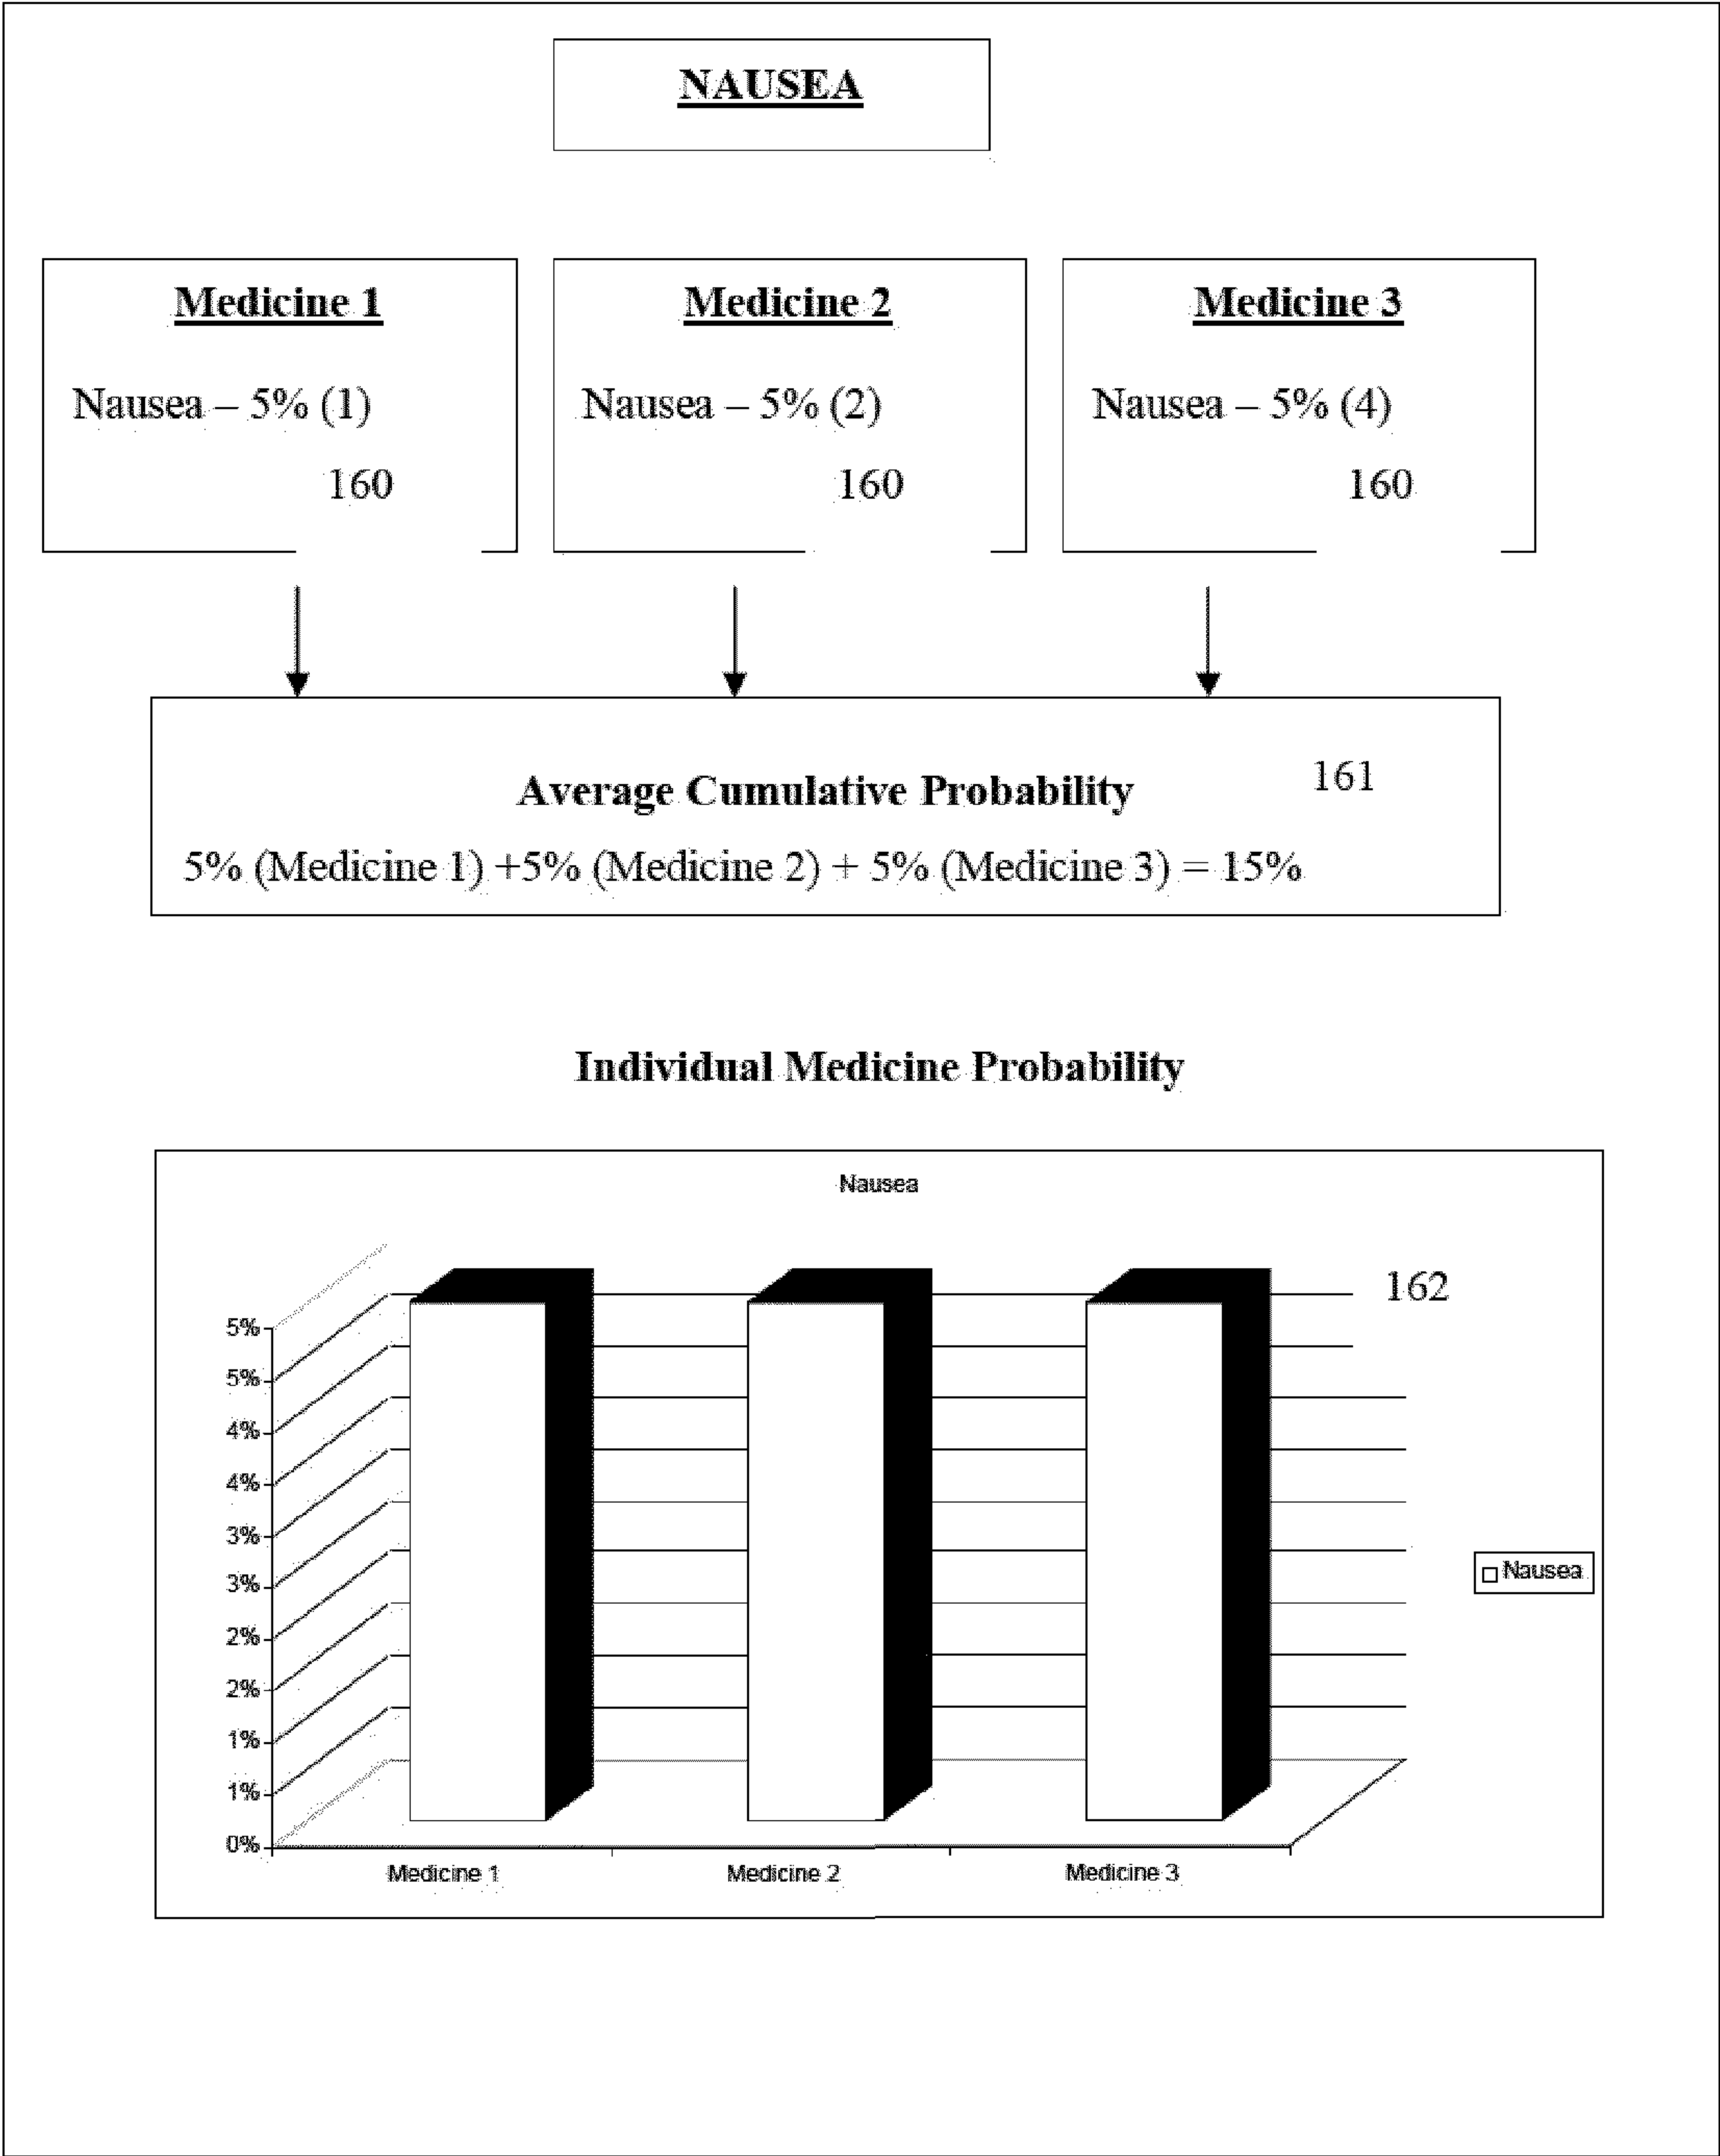 NAUSEA
Medicine 1
Nausea – 5% (1)
160
Medicine 2
Nausea – 5% (2)
160
Medicine 3
Nausea – 5% (4)
160
161
Average Cumulative Probability
5% (Medicine 1) +5% (Medicine 2) + 5% (Medicine 3) = 15%
Individual Medicine Probability
Nausea
162
5%
5%
4%
4%
3%
3%
2%
2%
1%
1%
0%
Medicine 1
Medicine 2
Medicine 3
Nausea